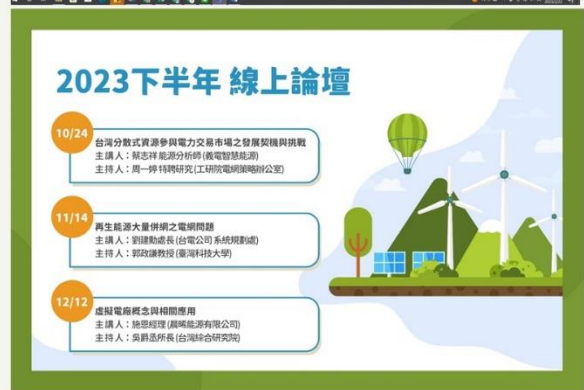 2023下半年 線上論壇
10/24
台灣分散式資源參與電力交易市場之發展契機與挑戰
主講人：蔡志祥 能源分析師 (義電智慧能源)
主持人：周一婷 特聘研究 (工研院電網策略辦公室)
11/14
再生能源大量併網之電網問題
主講人：劉建勳處長 (台電公司 系統規劃處)
主持人：郭政謙教授 (臺灣科技大學)
12/12
虛擬電廠概念與相關應用
主講人：施恩經理 (晨晞能源有限公司)
主持人：吳爵丞所長 (台灣綜合研究院)